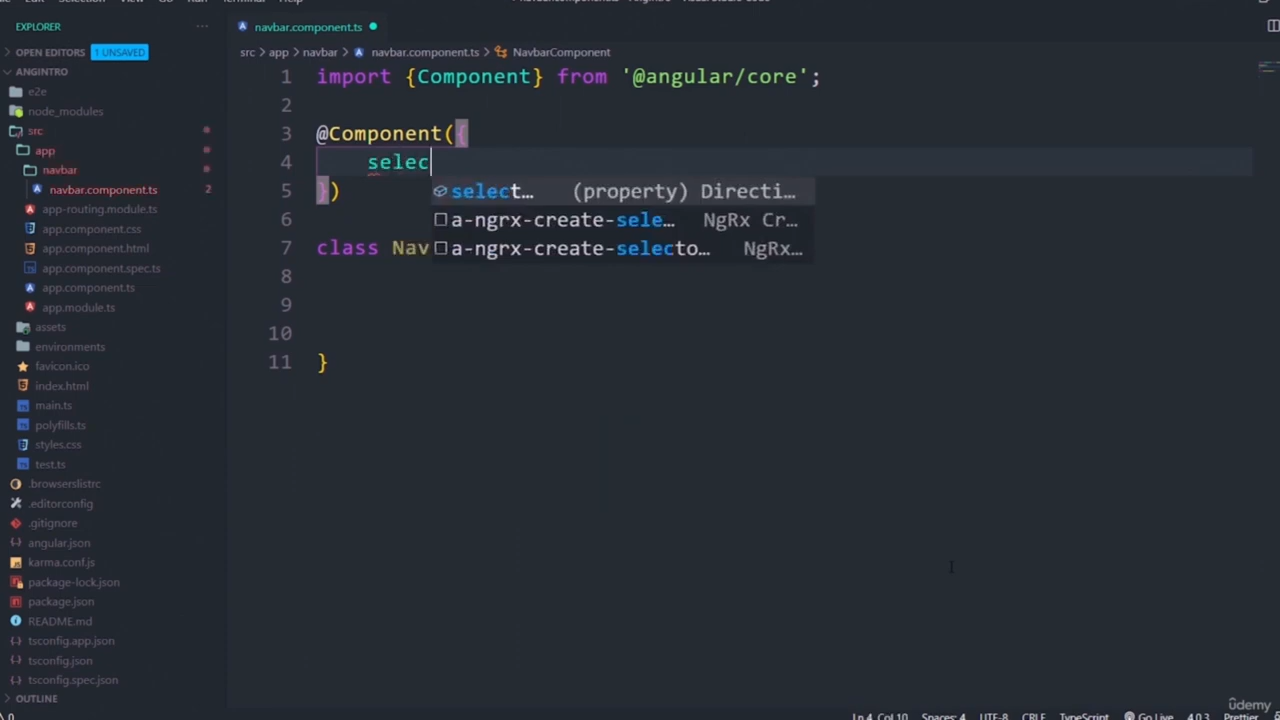 EXPLORER
OPEN EDITORS 1 UNSAVED
ANGINTRO
e2e
node_modules
src
app
navbar
navbar.component.ts 2
app-routing.module.ts
app.component.css
app.component.html
app.component.spec.ts
app.component.ts
app.module.ts
assets
environments
favicon.ico
index.html
main.ts
polyfills.ts
styles.css
test.ts
.browserslistrc
.editorconfig
.gitignore
angular.json
karma.conf.js
package-lock.json
package.json
README.md
tsconfig.app.json
tsconfig.json
tsconfig.spec.json
OUTLINE
navbar.component.ts
src > app > navbar > navbar.component.ts > NavbarComponent
1 import {Component} from '@angular/core';
2
3 @Component({
4 selec
5 })
select... (property) Directi...
6
a-ngrx-create-sele... NgRx Cr...
7 class Nav
a-ngrx-create-selecto... NgRx...
8
9
10
11 }
udemy
Ln 4, Col 10 Spaces: 4 UTF-8 CRLF TypeScript Go Live 4.0.3 Prettier